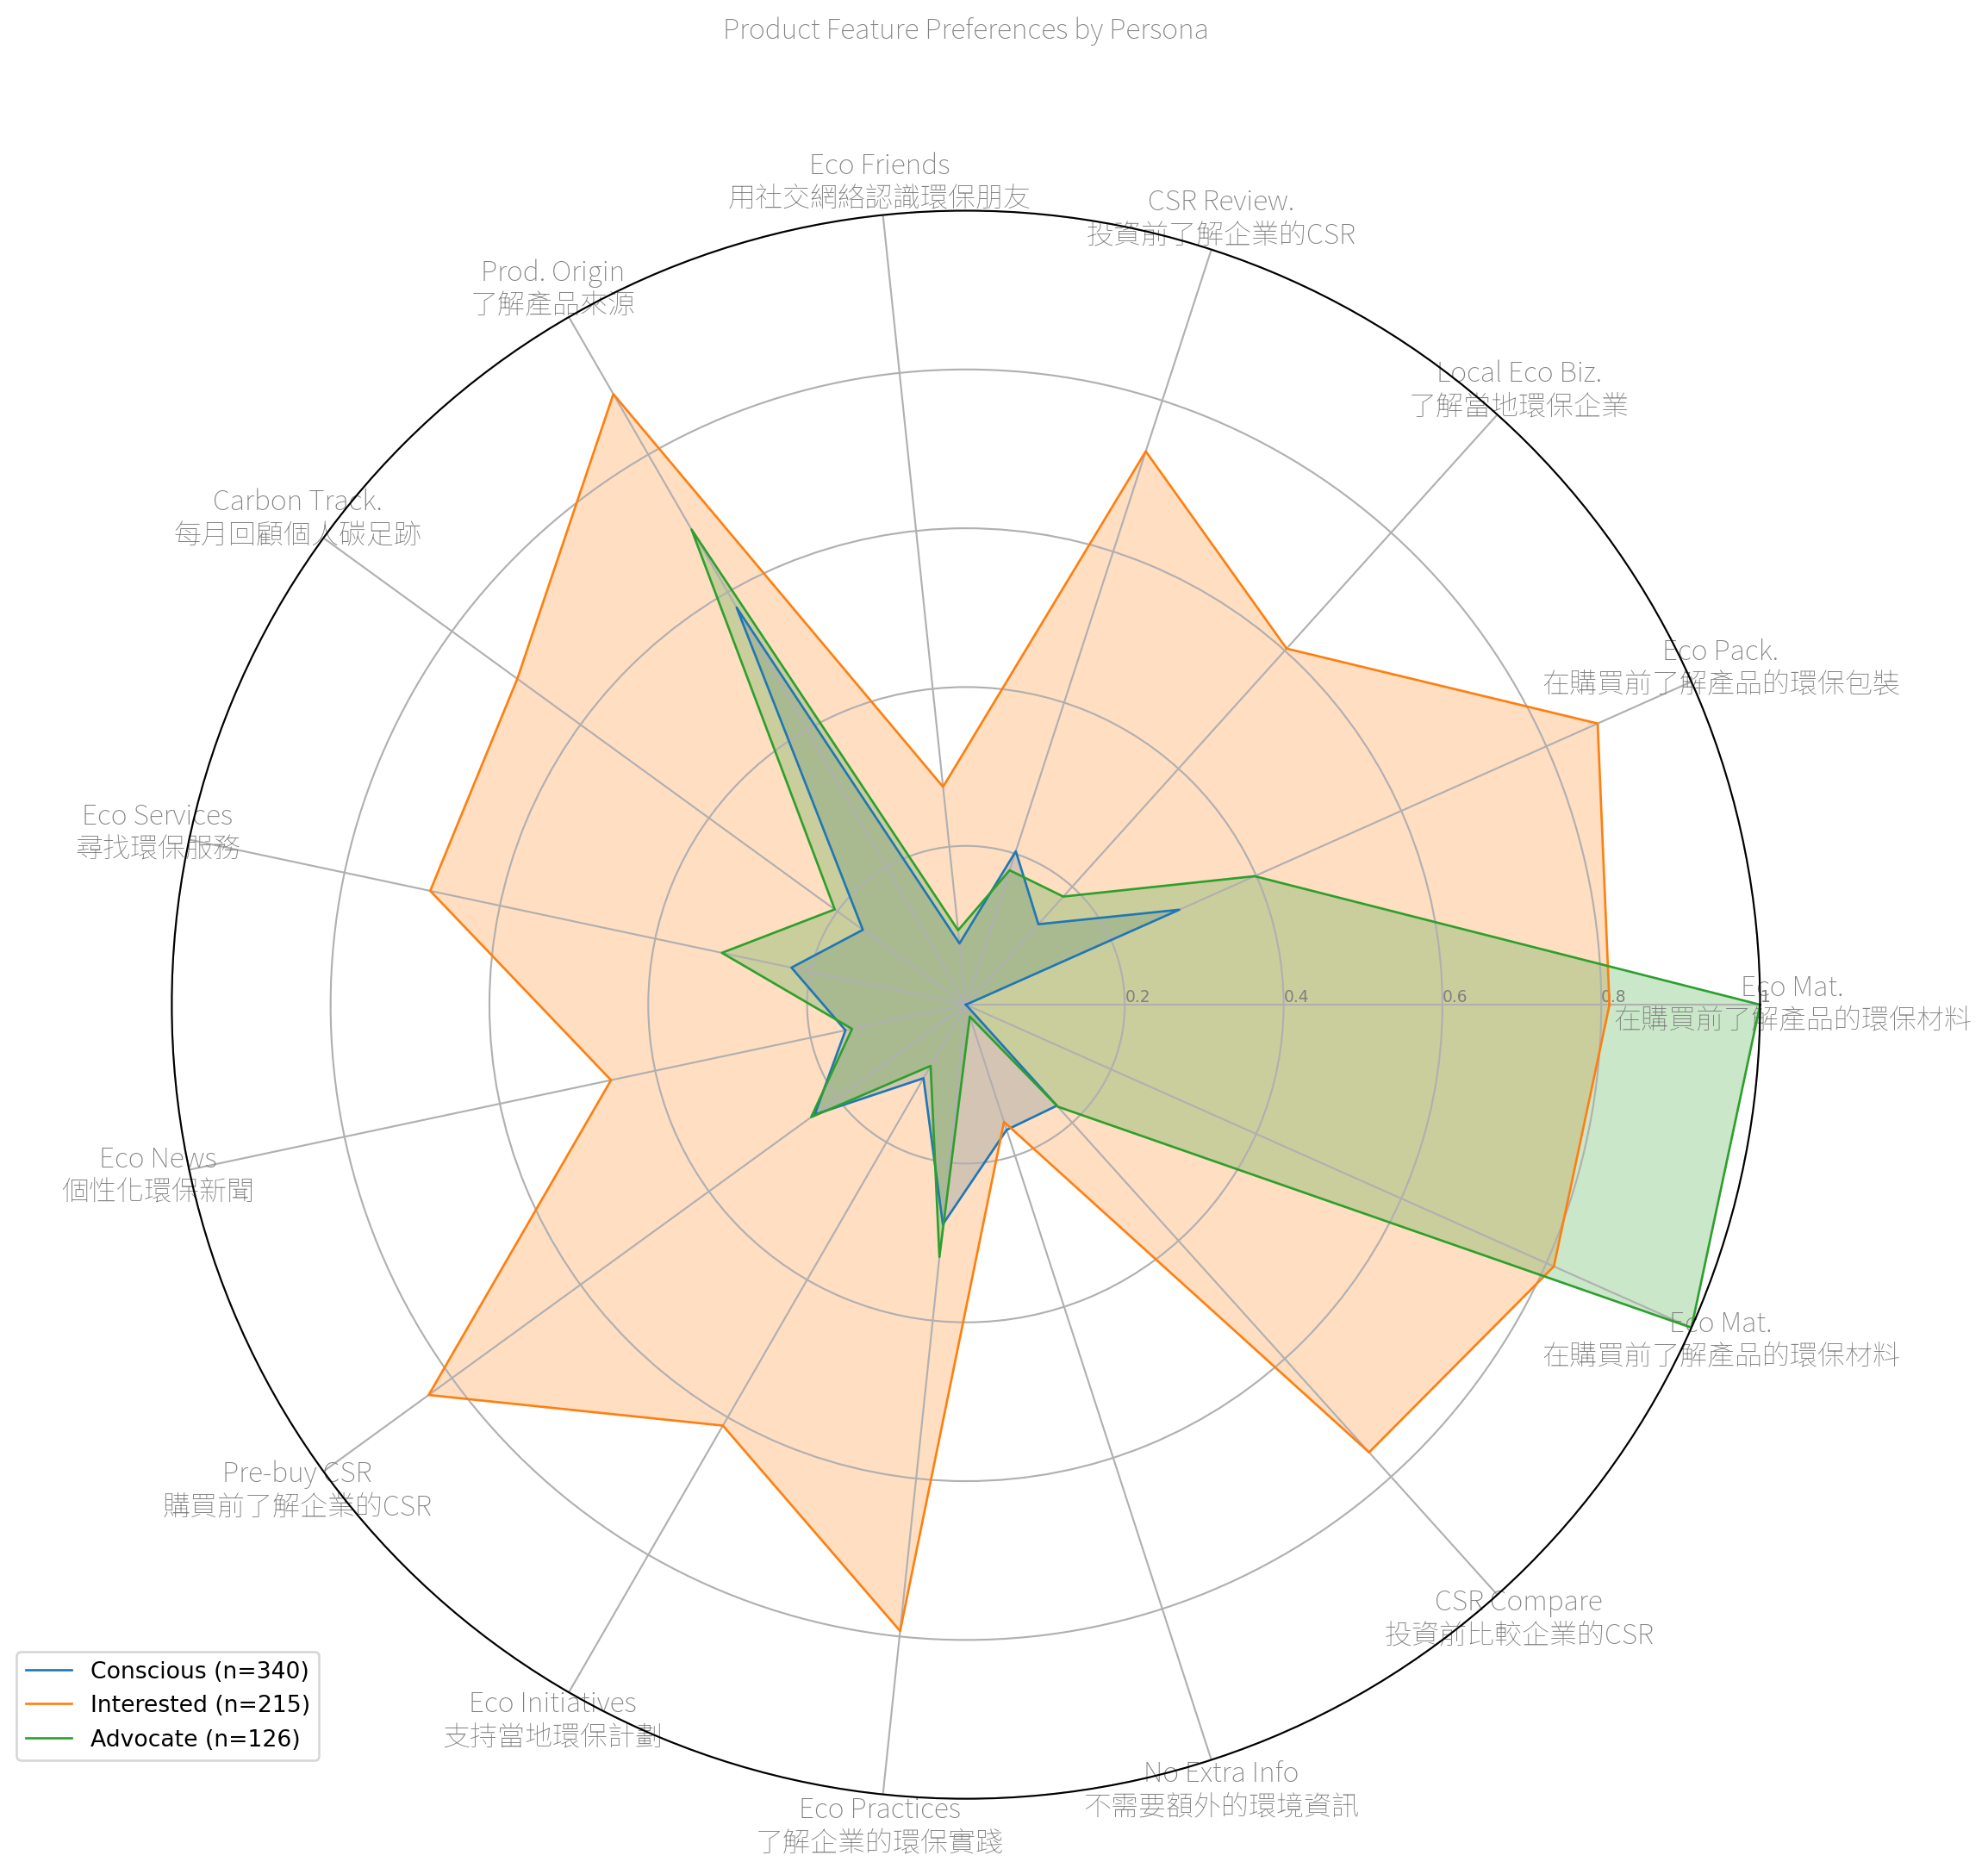 Product Feature Preferences by Persona
Eco Friends
用社交網絡認識環保朋友
CSR Review.
投資前了解企業的CSR
Prod. Origin
了解產品來源
Local Eco Biz.
了解當地環保企業
Carbon Track.
每月回顧個人碳足跡
Eco Pack.
在購買前了解產品的環保包裝
Eco Services
尋找環保服務
0.2
0.4
0.6
0.8
1
Eco Mat.
在購買前了解產品的環保材料
Eco News
個性化環保新聞
Eco Mat.
在購買前了解產品的環保材料
Pre-buy CSR
購買前了解企業的CSR
CSR Compare
投資前比較企業的CSR
Eco Initiatives
支持當地環保計劃
No Extra Info
不需要額外的環境資訊
Eco Practices
了解企業的環保實踐
Conscious (n=340)
Interested (n=215)
Advocate (n=126)